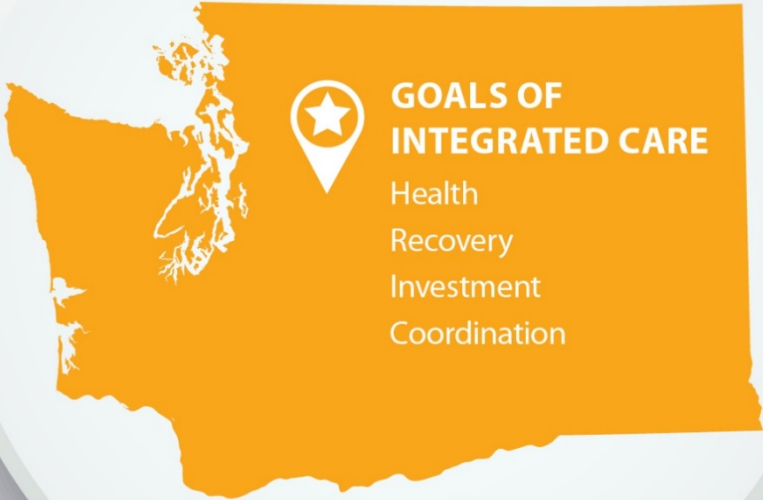 GOALS OF
INTEGRATED CARE
Health
Recovery
Investment
Coordination